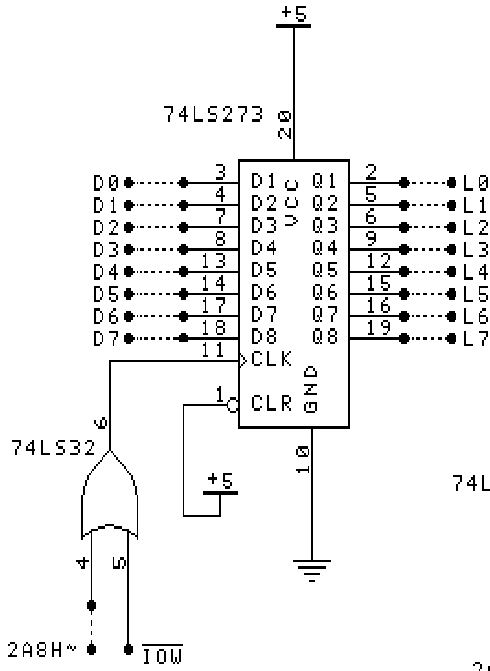 +5
74LS273
20
D0 3 D1 VCC Q1 2 L0
D1 4 D2 Q2 5 L1
D2 7 D3 Q3 6 L2
D3 8 D4 Q4 9 L3
D4 13 D5 Q5 12 L4
D5 14 D6 Q6 15 L5
D6 17 D7 Q7 16 L6
D7 18 D8 Q8 19 L7
11 CLK
1 CLR GND
6
74LS32
10
+5
74L
4 5
2A8H~ IOW